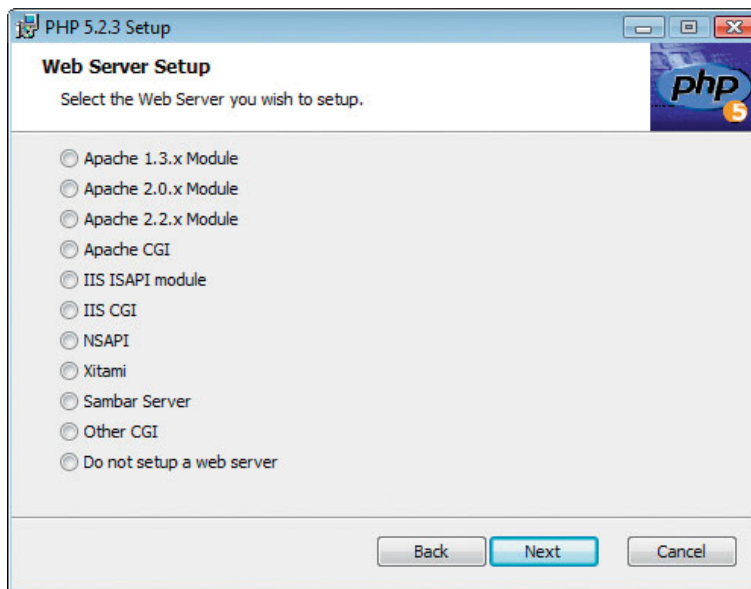 PHP 5.2.3 Setup
Web Server Setup
Select the Web Server you wish to setup.
php
5
Apache 1.3.x Module
Apache 2.0.x Module
Apache 2.2.x Module
Apache CGI
IIS ISAPI module
IIS CGI
NSAPI
Xitami
Sambar Server
Other CGI
Do not setup a web server
Back Next Cancel